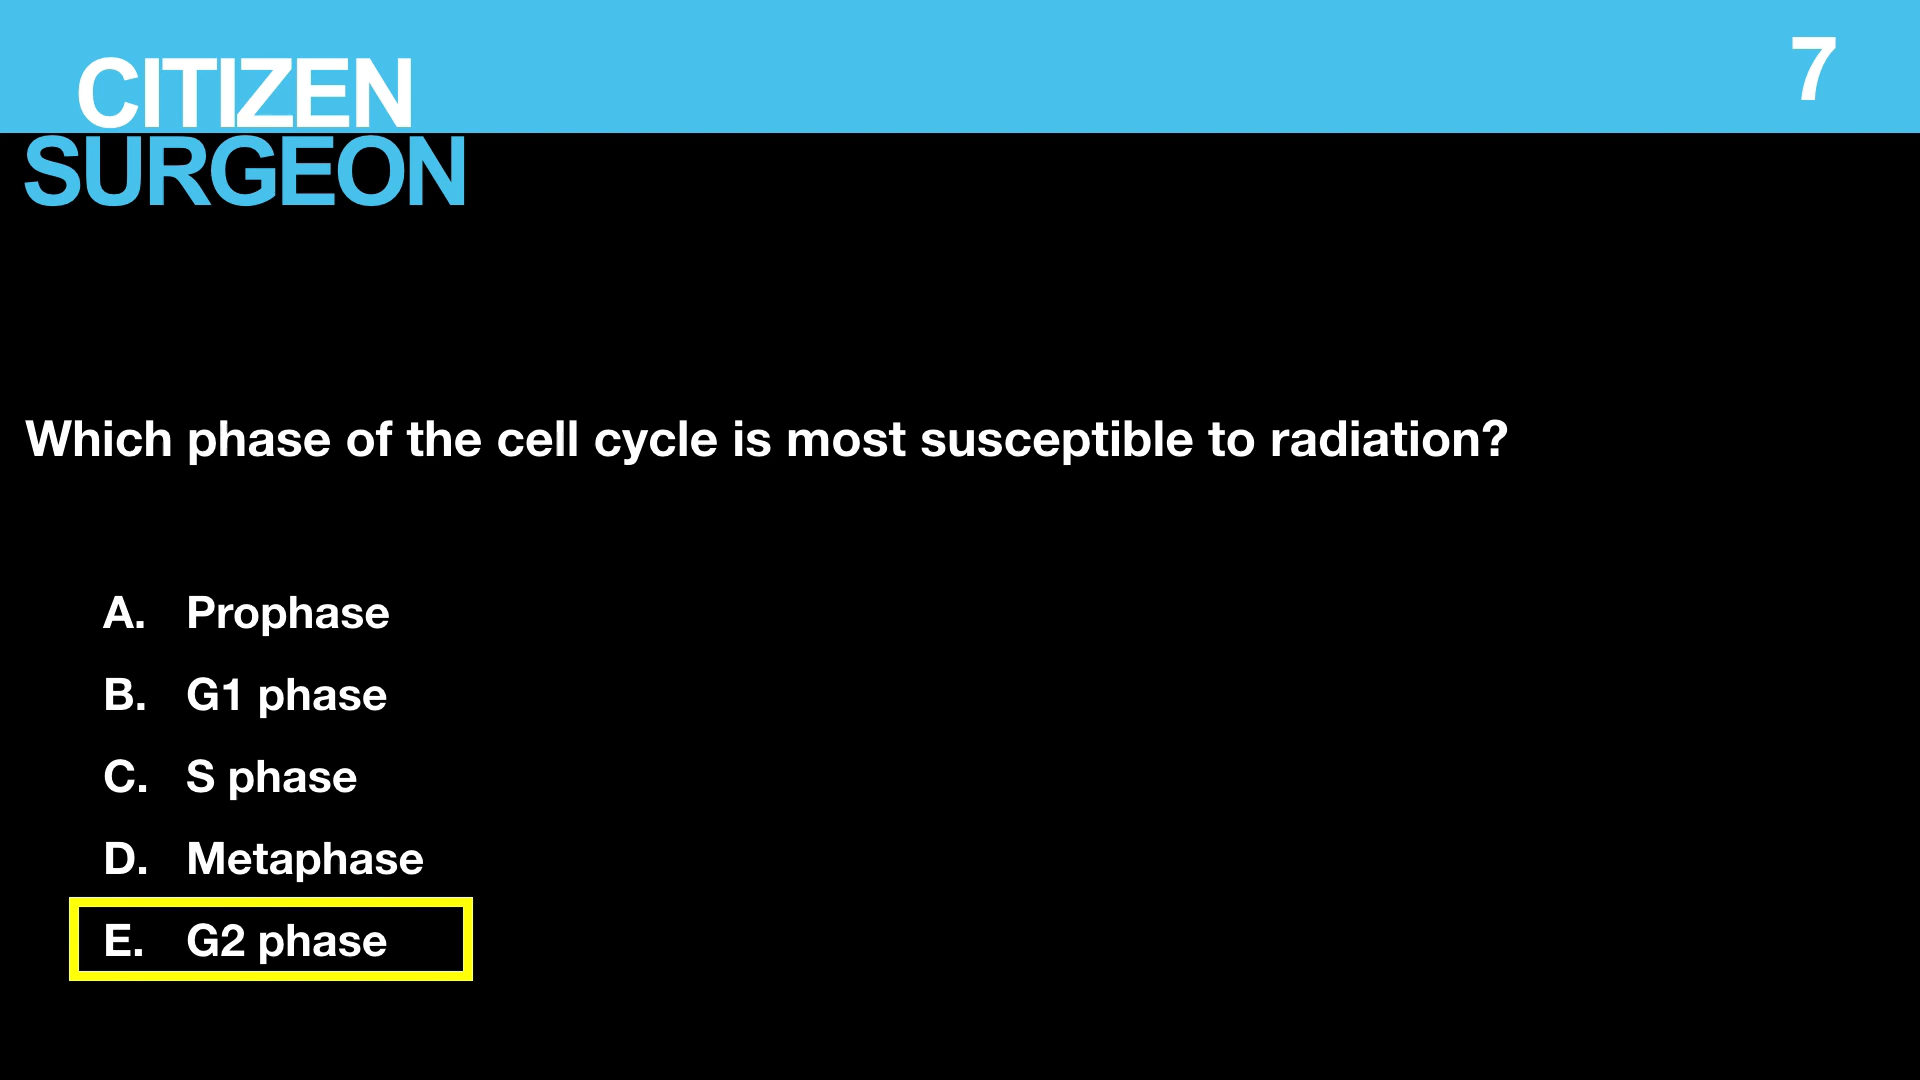 7
CITIZEN
SURGEON
Which phase of the cell cycle is most susceptible to radiation?
A. Prophase
B. G1 phase
C. S phase
D. Metaphase
E. G2 phase